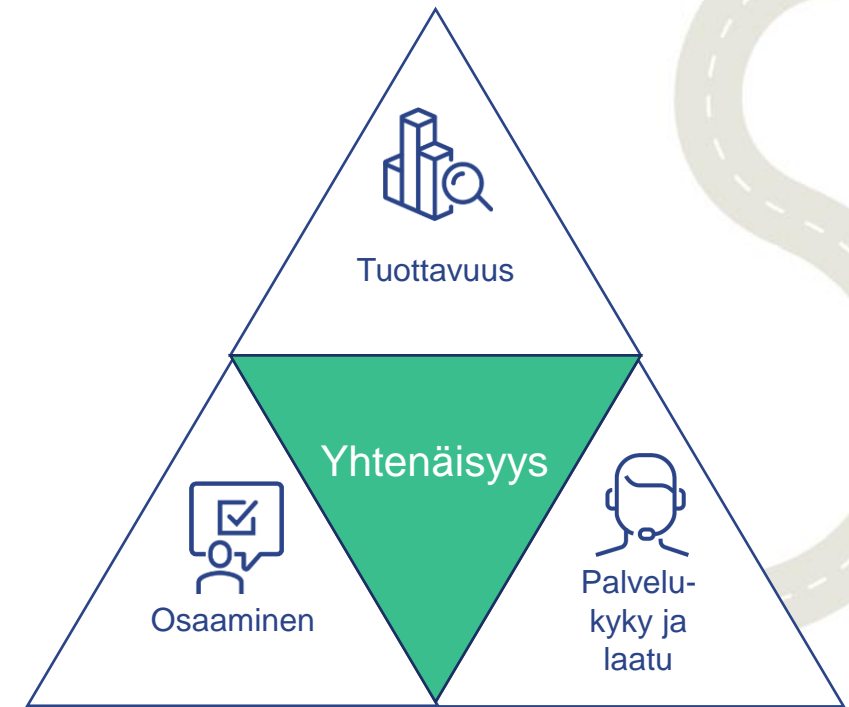 Tuottavuus
Yhtenäisyys
Osaaminen
Palvelu-
kyky ja
laatu